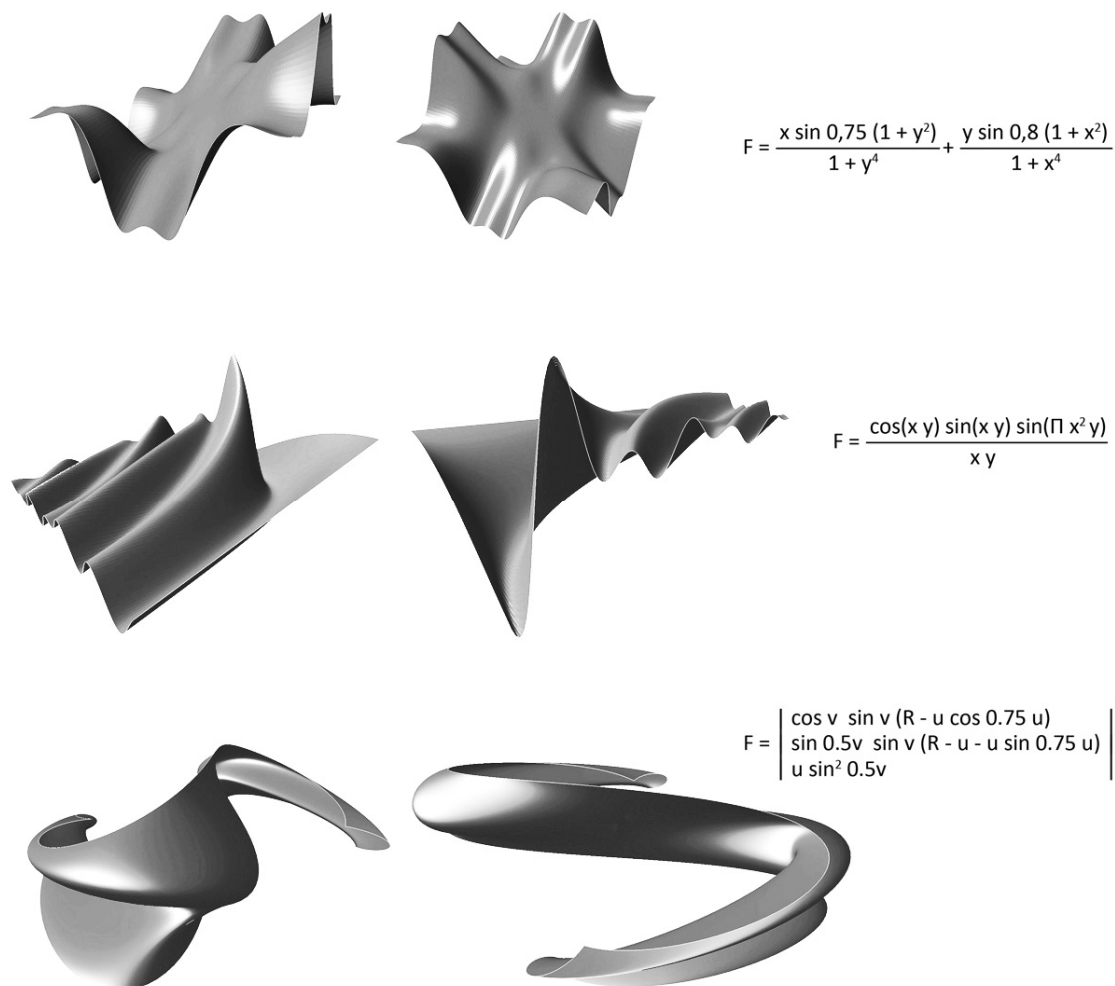 F = x sin 0,75 (1 + y²) / 1 + y⁴ + y sin 0,8 (1 + x²) / 1 + x⁴
F = cos(x y) sin(x y) sin(Π x² y) / x y
F = | cos v sin v (R - u cos 0.75 u) |
sin 0.5v sin v (R - u - u sin 0.75 u)
u sin² 0.5v